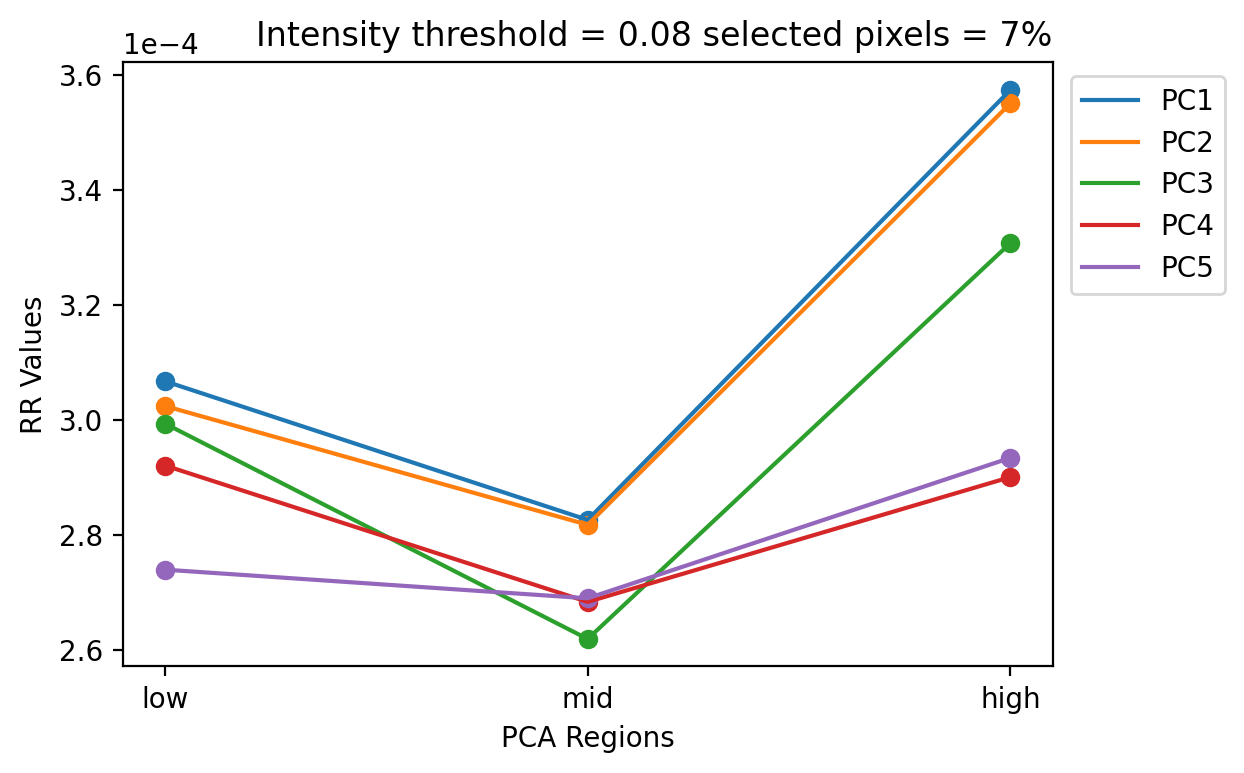 Intensity threshold = 0.08 selected pixels = 7%
1e−4
3.6
3.4
3.2
3.0
2.8
2.6
RR Values
low mid high
PCA Regions
PC1
PC2
PC3
PC4
PC5